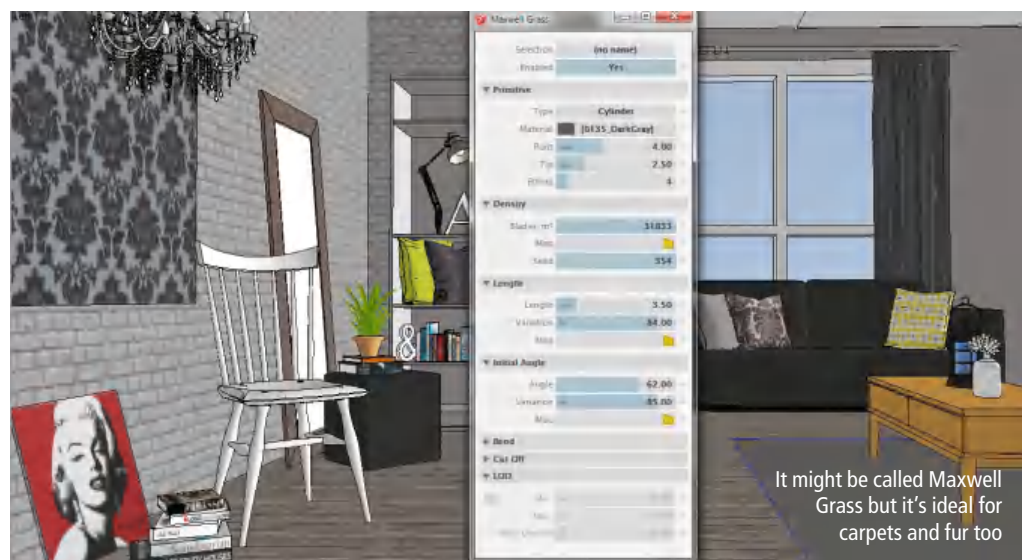 Maxwell Grass
Selection (no name)
Enabled Yes
Primitive
Type Cylinder
Material [0135_DarkGray]
Root 4.00
Tip 2.50
4
Density
31833
Map
Seed 354
Length
Length 3.50
Variation 84.00
Map
Initial Angle
Angle 62.00
Variation 85.00
Map
Bend
Cut Off
LOD
A
&
It might be called Maxwell
Grass but it's ideal for
carpets and fur too